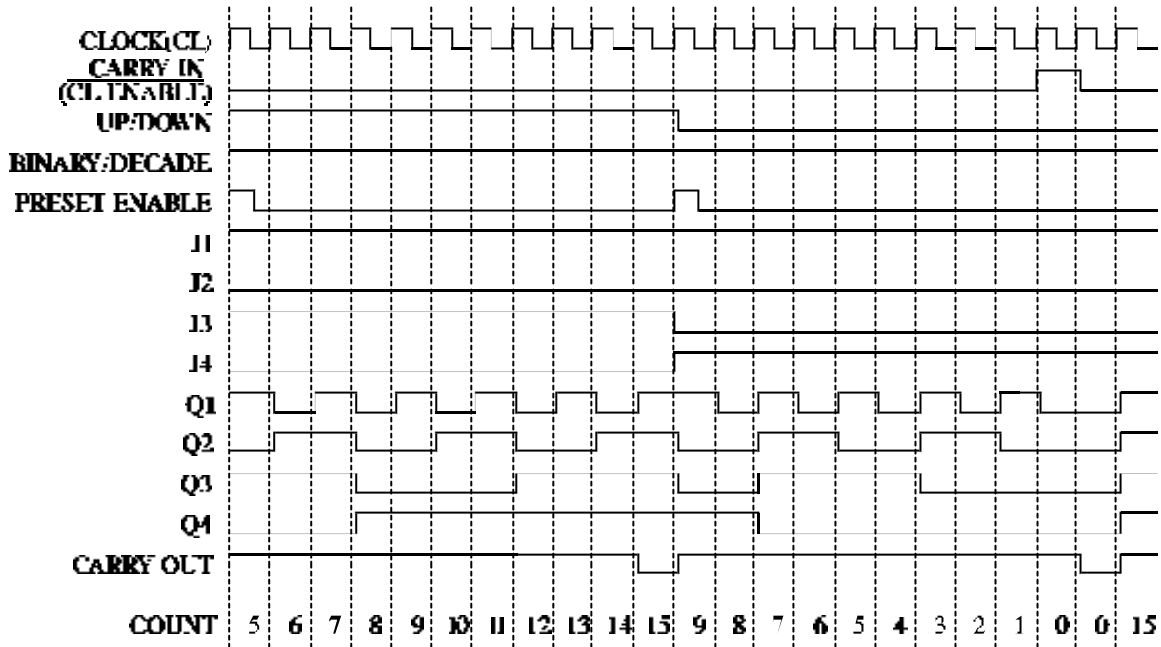 CLOCK(CL)
CARRY IN
(CL ENABLE)
UP/DOWN
BINARY/DECADE
PRESET ENABLE
J1
J2
J3
J4
Q1
Q2
Q3
Q4
CARRY OUT
COUNT 5 6 7 8 9 10 11 12 13 14 15 9 8 7 6 5 4 3 2 1 0 0 15